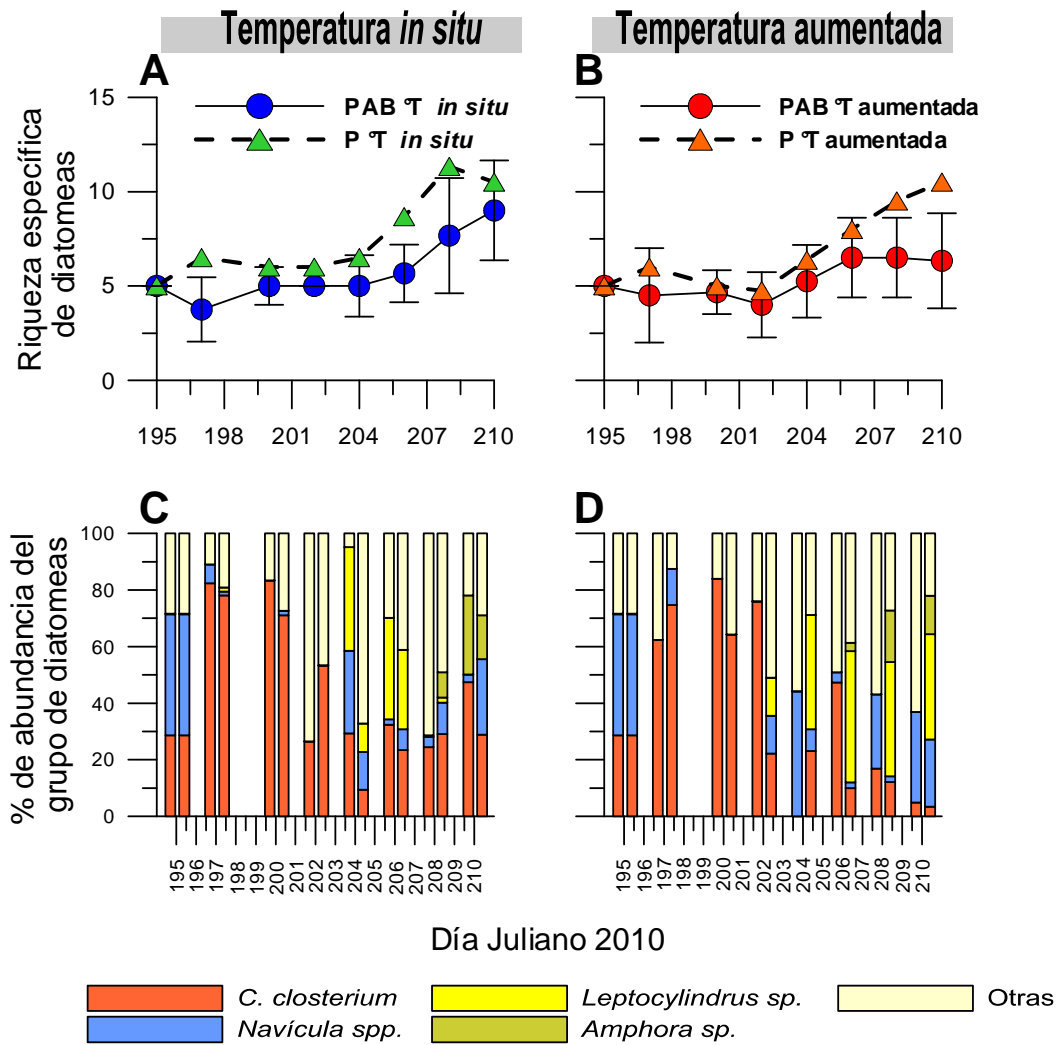 Temperatura in situ
Temperatura aumentada
A
B
Riqueza específica
de diatomeas
15
10
5
0
PAB °T in situ
P °T in situ
PAB °T aumentada
P °T aumentada
195 198 201 204 207 210
195 198 201 204 207 210
C
D
% de abundancia del
grupo de diatomeas
100
80
60
40
20
0
195 196 197 198 199 200 201 202 203 204 205 206 207 208 209 210
195 196 197 198 199 200 201 202 203 204 205 206 207 208 209 210
Día Juliano 2010
C. closterium
Leptocylindrus sp.
Otras
Navícula spp.
Amphora sp.